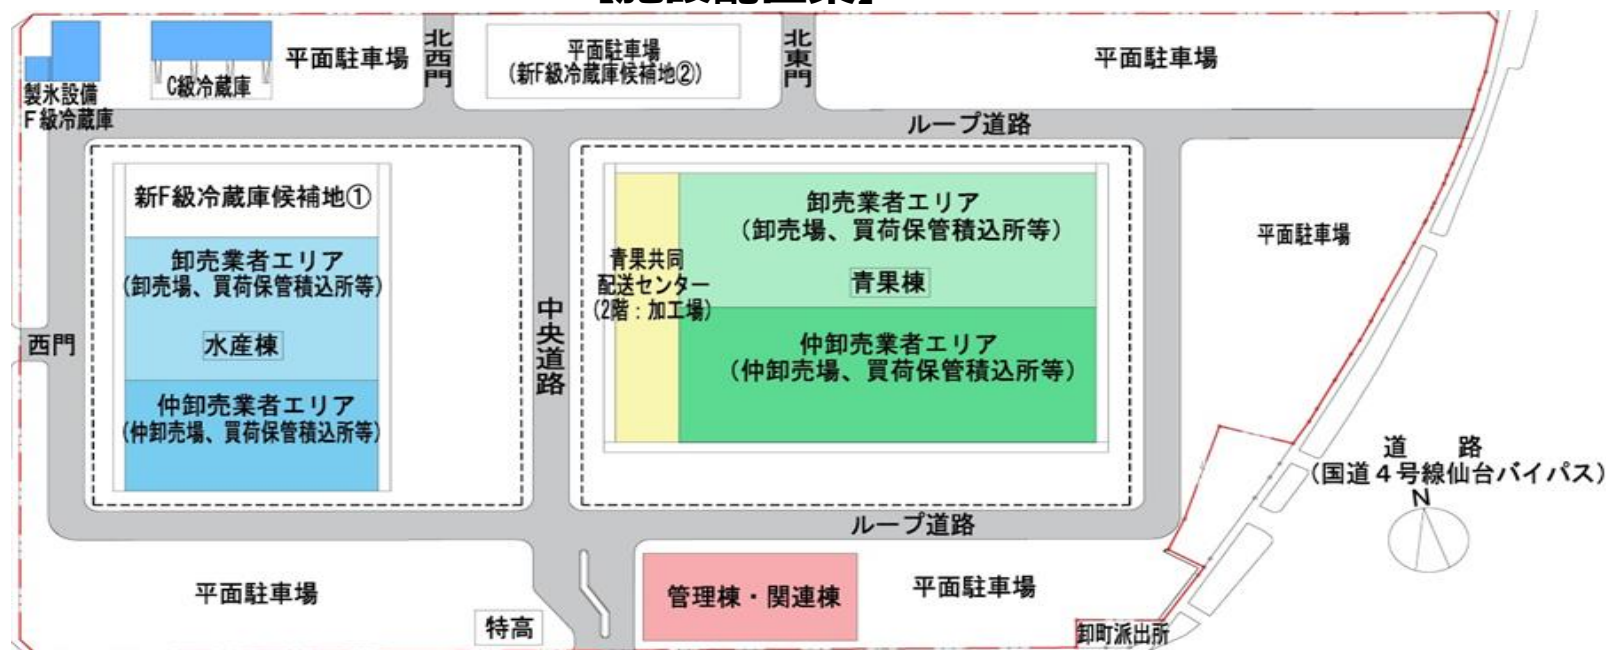 北西門
北東門
平面駐車場
平面駐車場
(新F級冷蔵庫候補地②)
平面駐車場
C級冷蔵庫
製氷設備
F級冷蔵庫
ループ道路
新F級冷蔵庫候補地①
卸売業者エリア
(卸売場、買荷保管積込所等)
水産棟
仲卸売業者エリア
(仲卸売場、買荷保管積込所等)
西門
中央道路
青果共同
配送センター
(2階:加工場)
卸売業者エリア
(卸売場、買荷保管積込所等)
青果棟
仲卸売業者エリア
(仲卸売場、買荷保管積込所等)
平面駐車場
道 路
(国道4号線仙台バイパス)
N
ループ道路
平面駐車場
特高
管理棟・関連棟
平面駐車場
卸町派出所